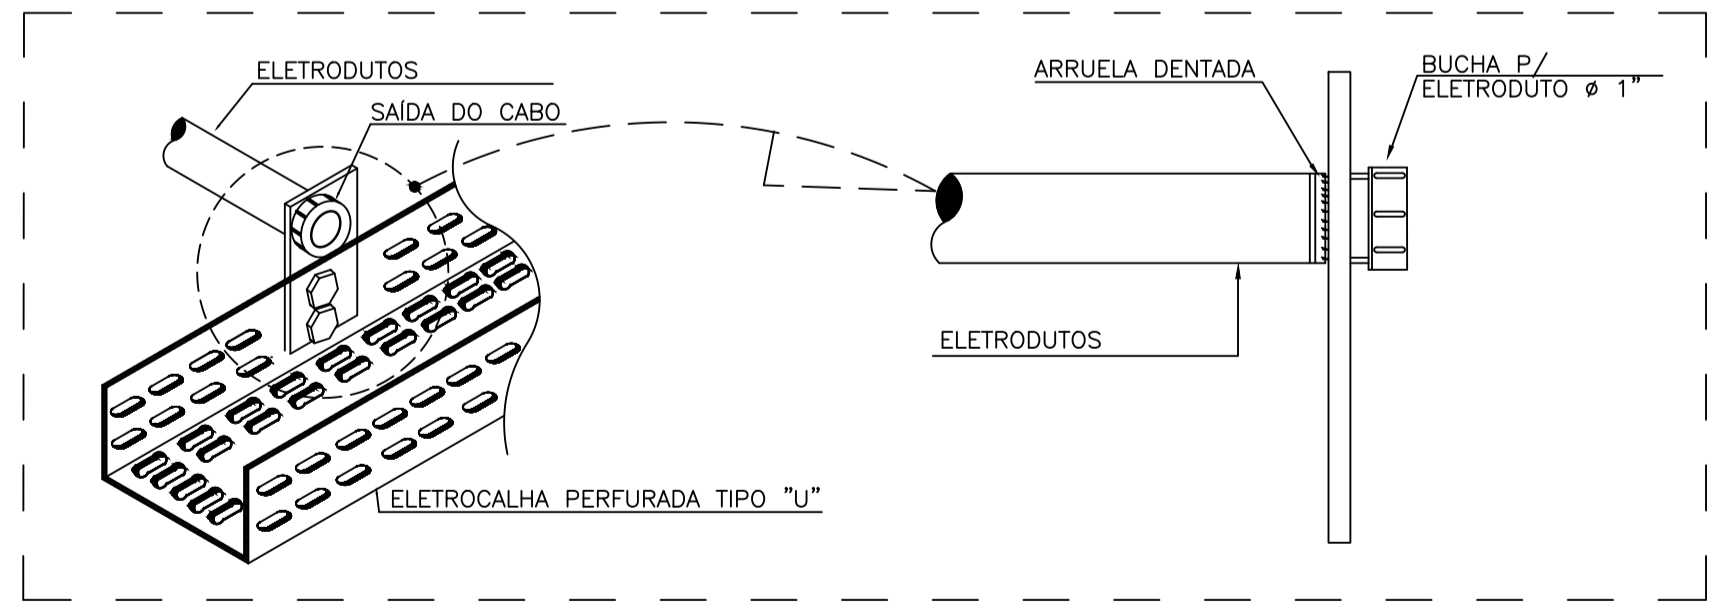 ELETRODUTOS
SAÍDA DO CABO
ARRUELA DENTADA
BUCHA P/
ELETRODUTO ø 1”
ELETRODUTOS
ELETROCALHA PERFURADA TIPO ”U”